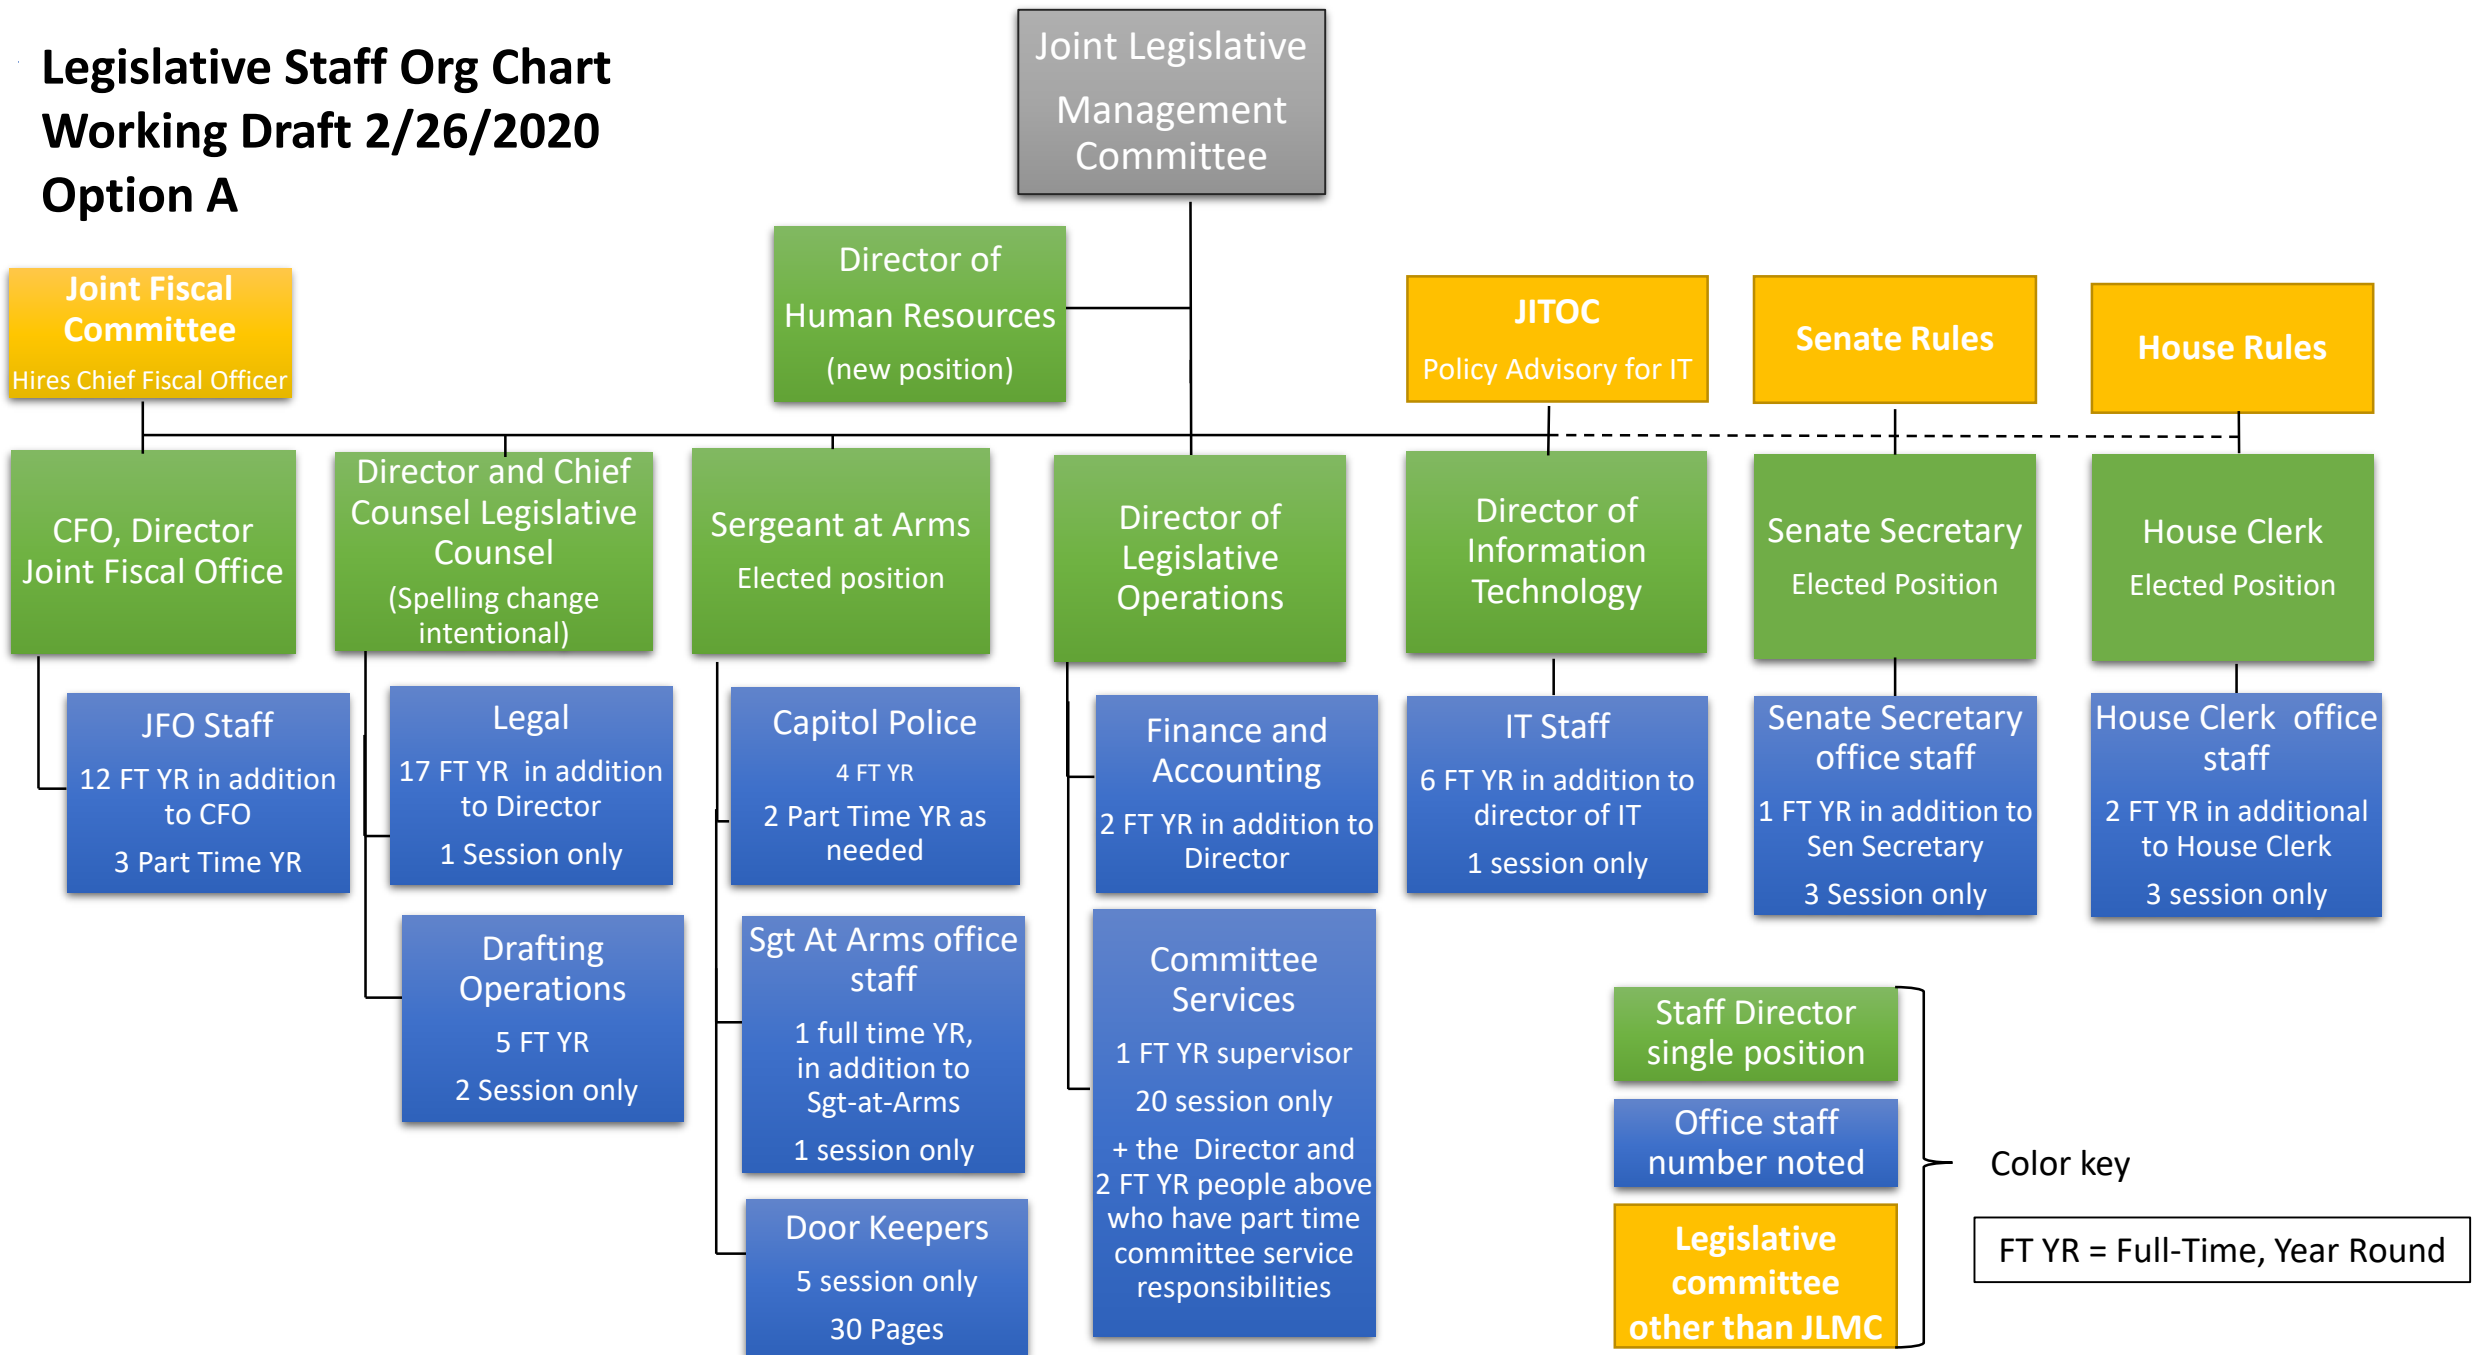 Legislative Staff Org Chart
Working Draft 2/26/2020
Option A
Joint Legislative
Management
Committee
Director of
Human Resources
(new position)
Joint Fiscal
Committee
Hires Chief Fiscal Officer
JITOC
Policy Advisory for IT
Senate Rules
House Rules
CFO, Director
Joint Fiscal Office
Director and Chief
Counsel Legislative
Counsel
(Spelling change
intentional)
Sergeant at Arms
Elected position
Director of
Legislative
Operations
Director of
Information
Technology
Senate Secretary
Elected Position
House Clerk
Elected Position
JFO Staff
12 FT YR in addition
to CFO
3 Part Time YR
Legal
17 FT YR  in addition
to Director
1 Session only
Capitol Police
4 FT YR
2 Part Time YR as
needed
Finance and
Accounting
2 FT YR in addition to
Director
IT Staff
6 FT YR in addition to
director of IT
1 session only
Senate Secretary
office staff
1 FT YR in addition to
Sen Secretary
3 Session only
House Clerk  office
staff
2 FT YR in additional
to House Clerk
3 session only
Drafting
Operations
5 FT YR
2 Session only
Sgt At Arms office
staff
1 full time YR,
in addition to
Sgt-at-Arms
1 session only
Committee
Services
1 FT YR supervisor
20 session only
+ the  Director and
2 FT YR people above
who have part time
committee service
responsibilities
Door Keepers
5 session only
30 Pages
Staff Director
single position
Office staff
number noted
Legislative
committee
other than JLMC
Color key
FT YR = Full-Time, Year Round